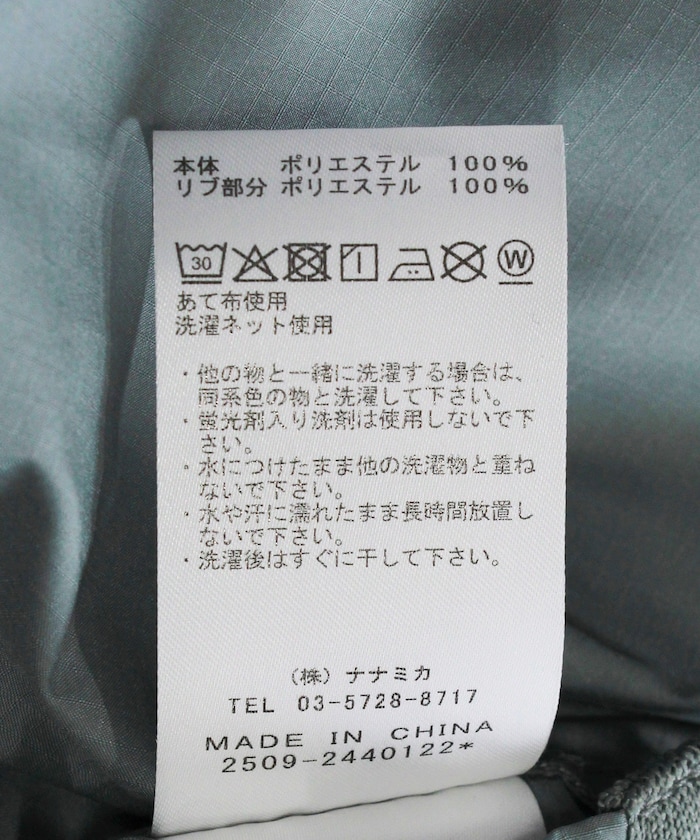 本体 ポリエステル 100%
リブ部分 ポリエステル 100%
30 W
あて布使用
洗濯ネット使用
・他の物と一緒に洗濯する場合は、
同系色の物と洗濯して下さい。
・蛍光剤入り洗剤は使用しないで下
さい。
・水につけたまま他の洗濯物と重ね
ないで下さい。
・水や汗に濡れたまま長時間放置し
ないで下さい。
・洗濯後はすぐに干して下さい。
(株) ナナミカ
TEL 03-5728-8717
MADE IN CHINA
2509-2440122*